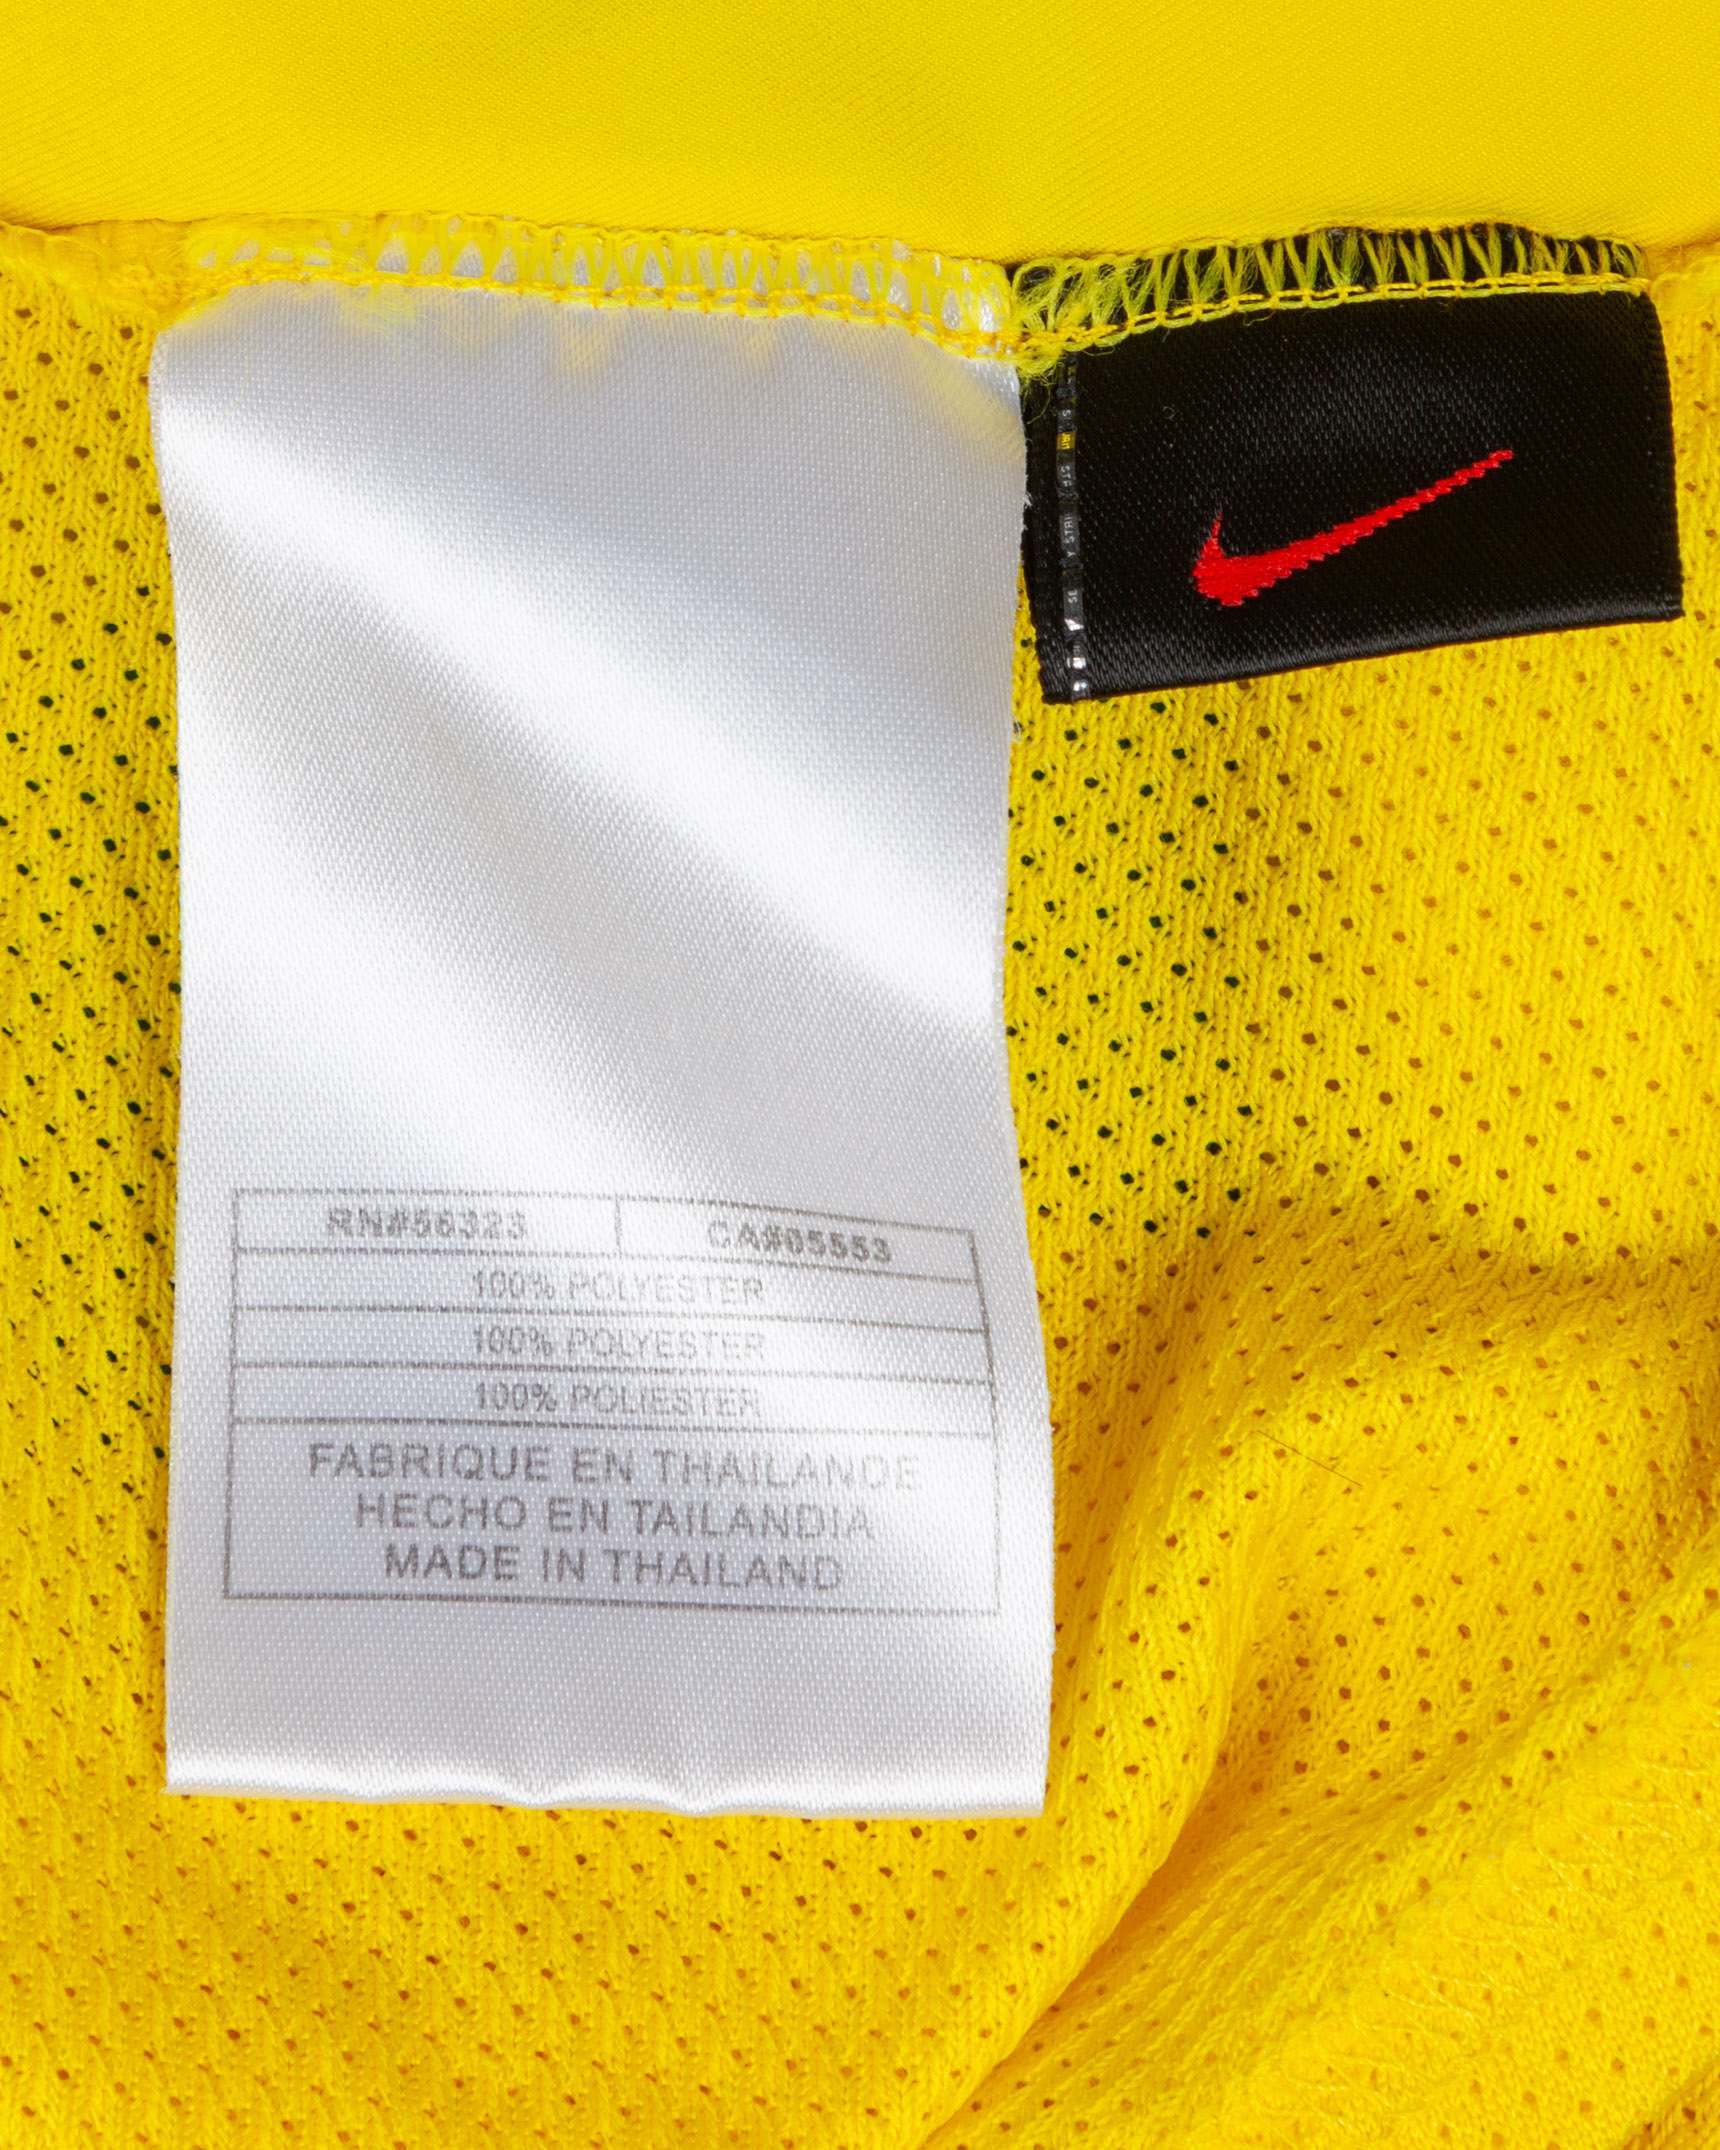 RN#56323 CA#05553
100% POLYESTER
100% POLYESTER
100% POLIESTER
FABRIQUE EN THAILANDE
HECHO EN TAILANDIA
MADE IN THAILAND